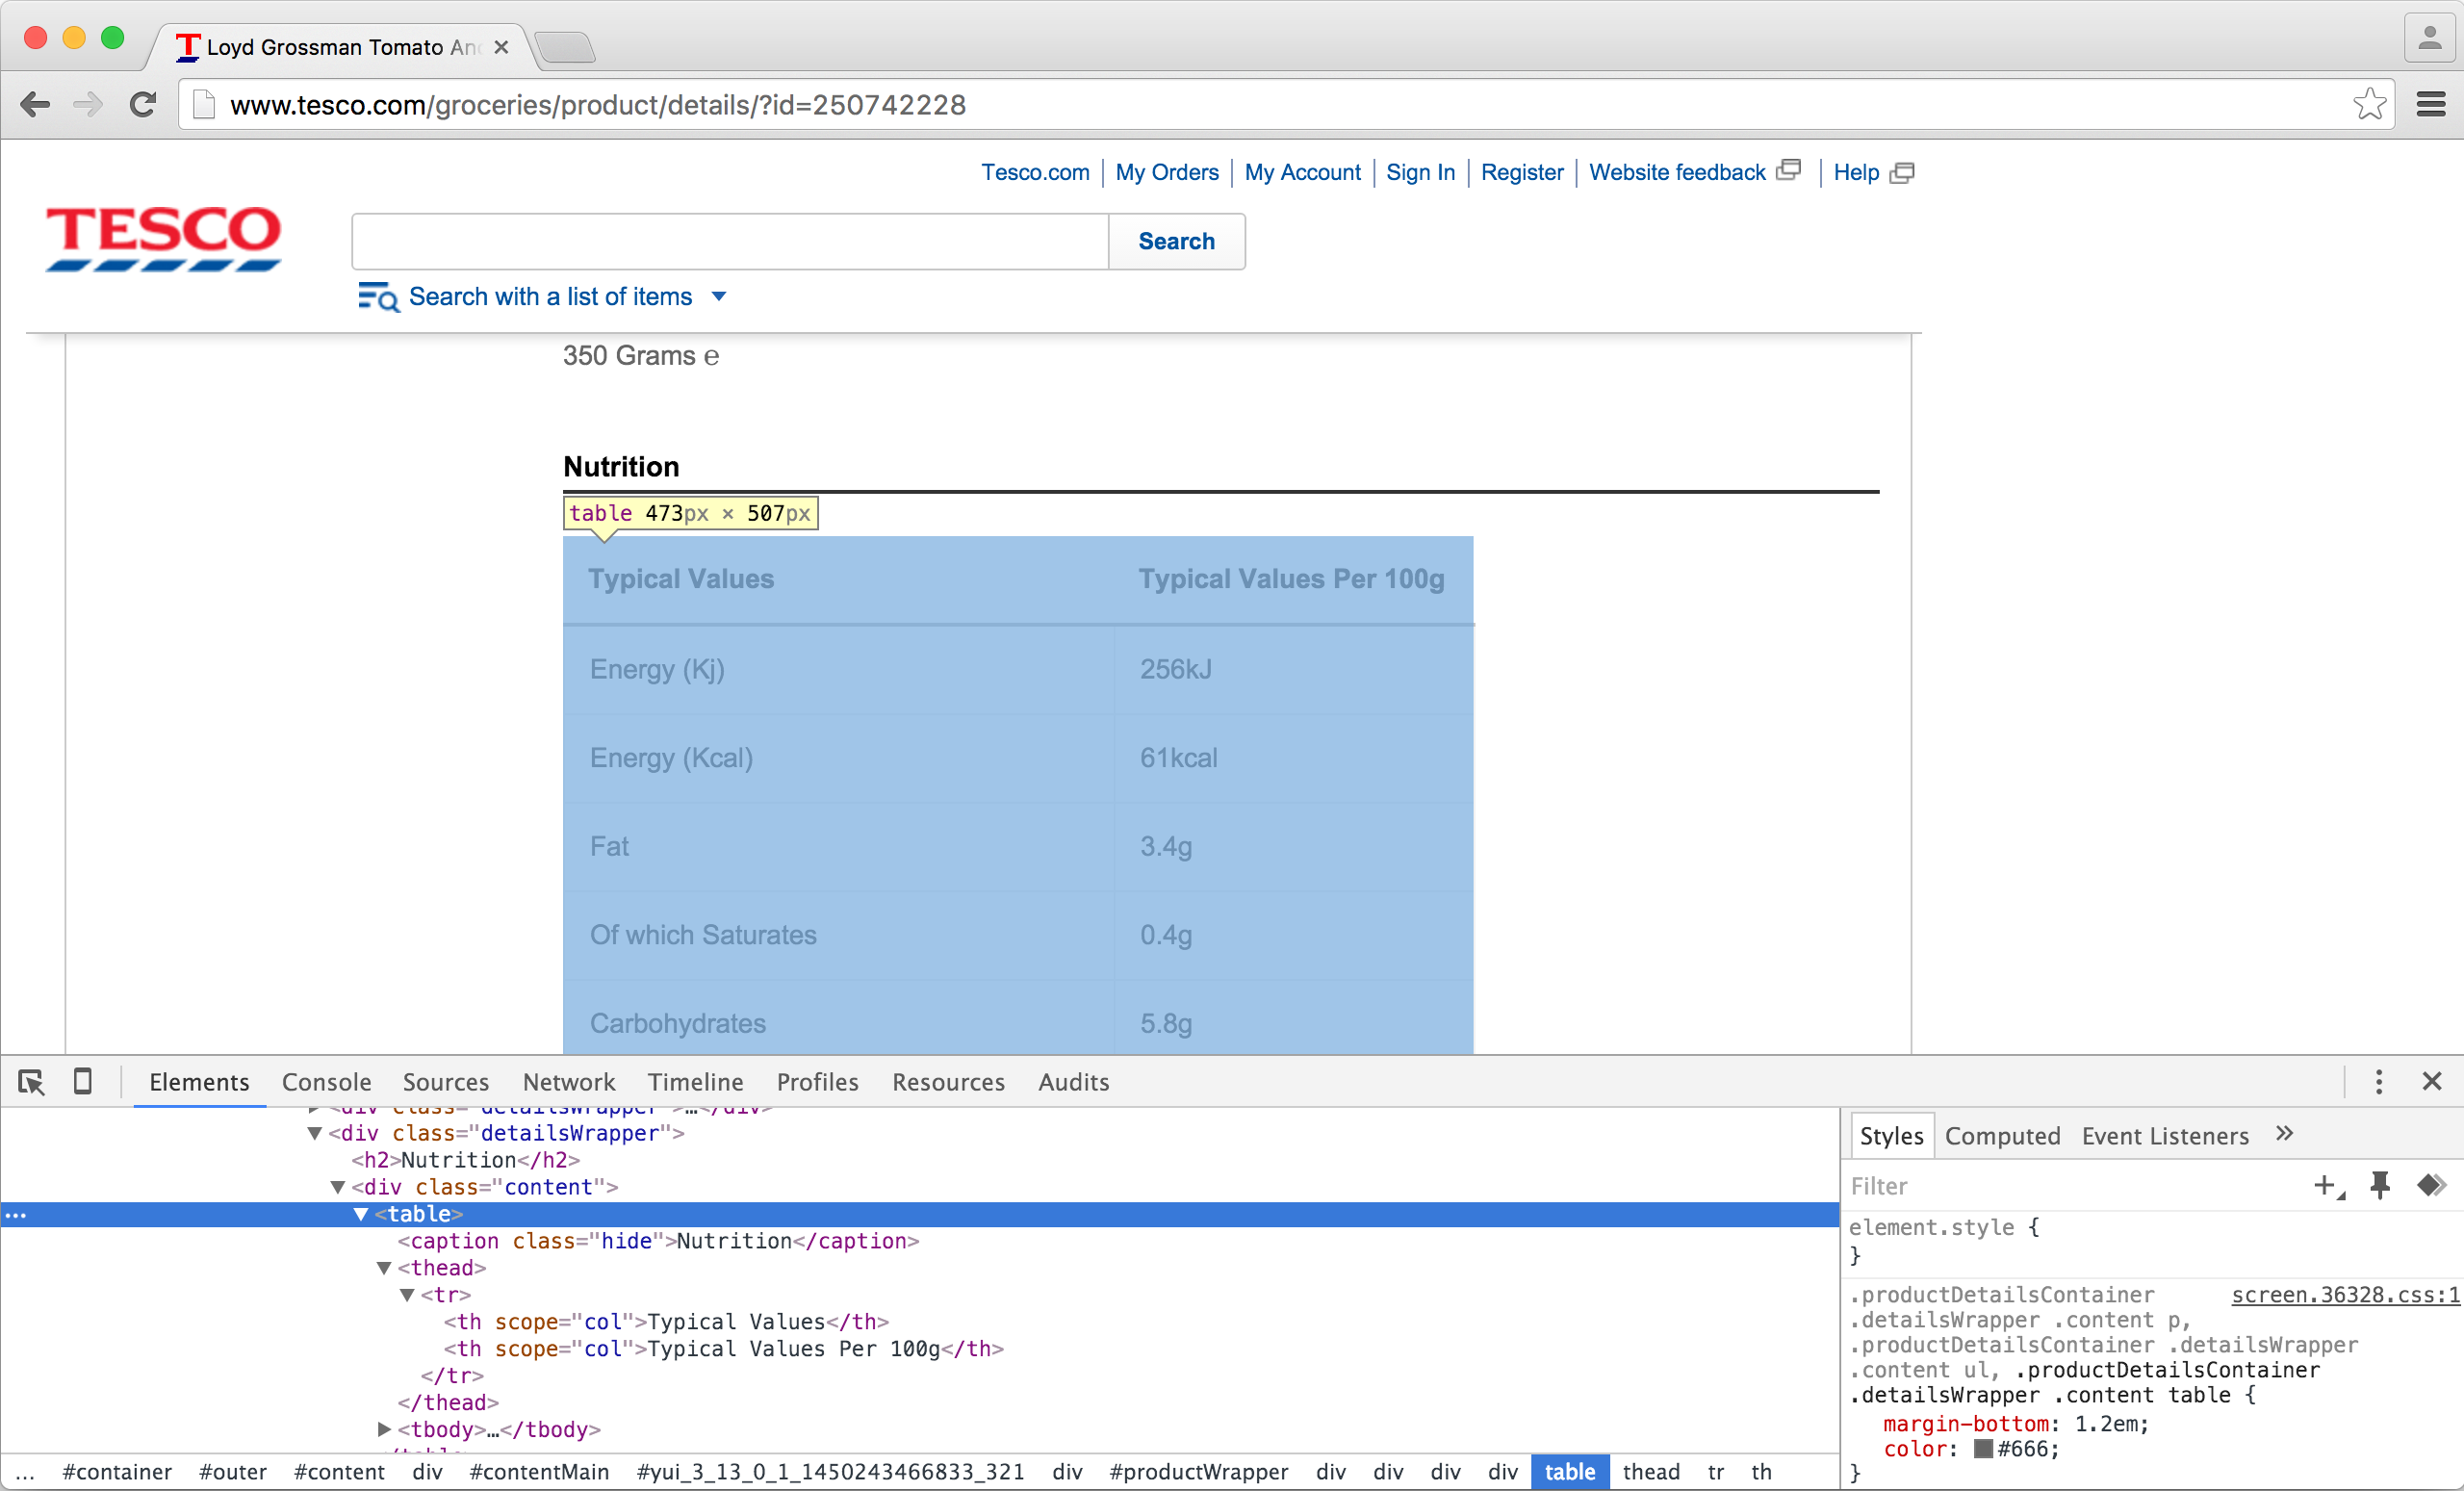 Loyd Grossman Tomato An
www.tesco.com/groceries/product/details/?id=250742228
Tesco.com My Orders My Account Sign In Register Website feedback Help
TESCO
Search
Search with a list of items
350 Grams e
Nutrition
table 473px × 507px
Typical Values Typical Values Per 100g
Energy (Kj) 256kJ
Energy (Kcal) 61kcal
Fat 3.4g
Of which Saturates 0.4g
Carbohydrates 5.8g
Elements Console Sources Network Timeline Profiles Resources Audits
<div class="detailsWrapper">…</div>
<div class="detailsWrapper">
<h2>Nutrition</h2>
<div class="content">
... <table>
<caption class="hide">Nutrition</caption>
<thead>
<tr>
<th scope="col">Typical Values</th>
<th scope="col">Typical Values Per 100g</th>
</tr>
</thead>
<tbody>…</tbody>
</table>
... #container #outer #content div #contentMain #yui_3_13_0_1_1450243466833_321 div #productWrapper div div div div table thead tr th
Styles Computed Event Listeners »
Filter
element.style {
}
.productDetailsContainer screen.36328.css:1
.detailsWrapper .content p,
.productDetailsContainer .detailsWrapper
.content ul, .productDetailsContainer
.detailsWrapper .content table {
margin-bottom: 1.2em;
color: #666;
}